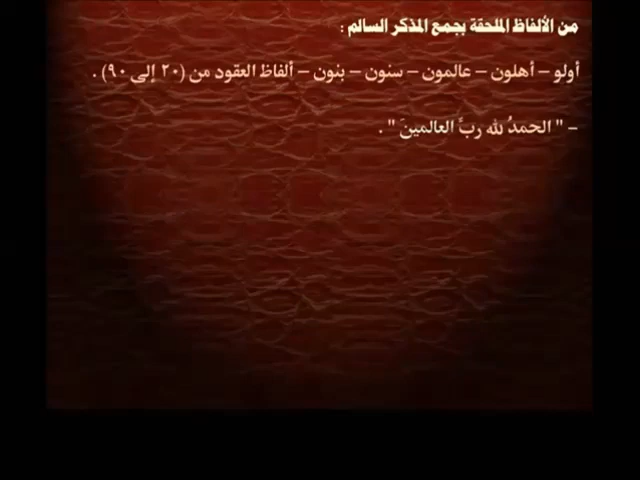 من الألفاظ الملحقة بجمع المذكر السالم :
أولو – أهلون – عالمون – سنون – بنون – ألفاظ العقود من (٢٠ إلى ٩٠) .
– " الحمدُ لله ربَّ العالمينَ " .